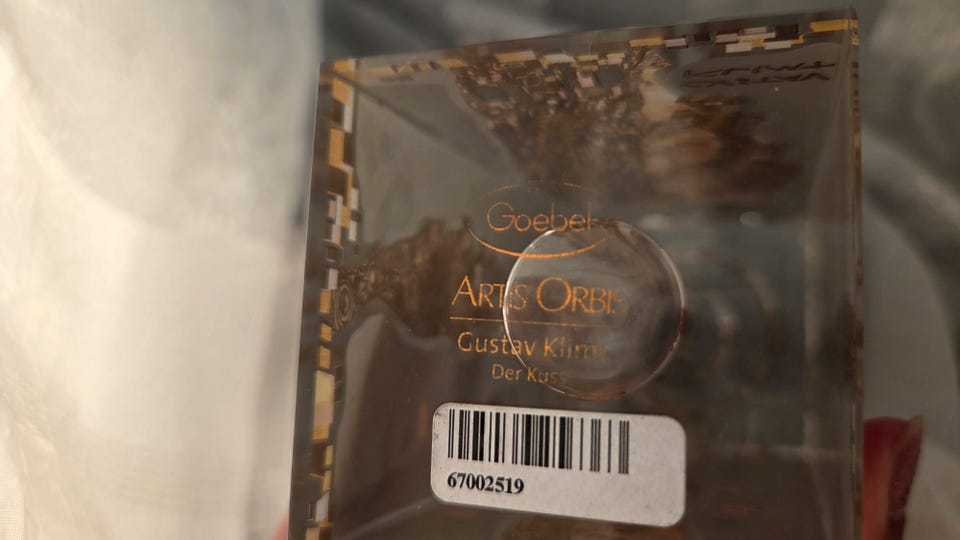 Goebel
ARTIS ORBIS
Gustav Klimt
Der Kuss
67002519